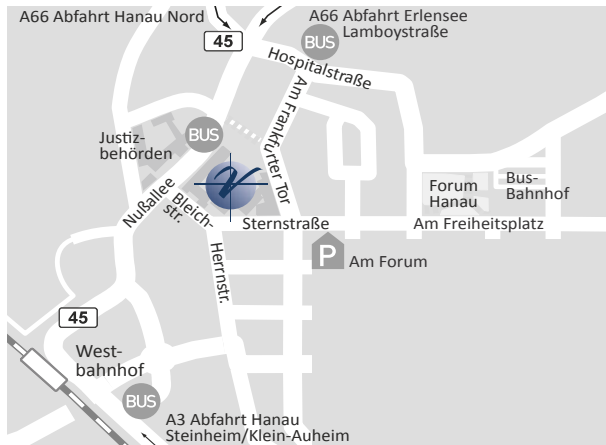 A66 Abfahrt Hanau Nord
A66 Abfahrt Erlensee
Lamboystraße
45
BUS
Hospitalstraße
Am Frankfurter Tor
Justiz-
behörden
BUS
V
Nußallee
Bleich-
str.
Sternstraße
Herrnstr.
Forum
Hanau
Bus-
Bahnhof
Am Freiheitsplatz
P
Am Forum
45
West-
bahnhof
BUS
A3 Abfahrt Hanau
Steinheim/Klein-Auheim